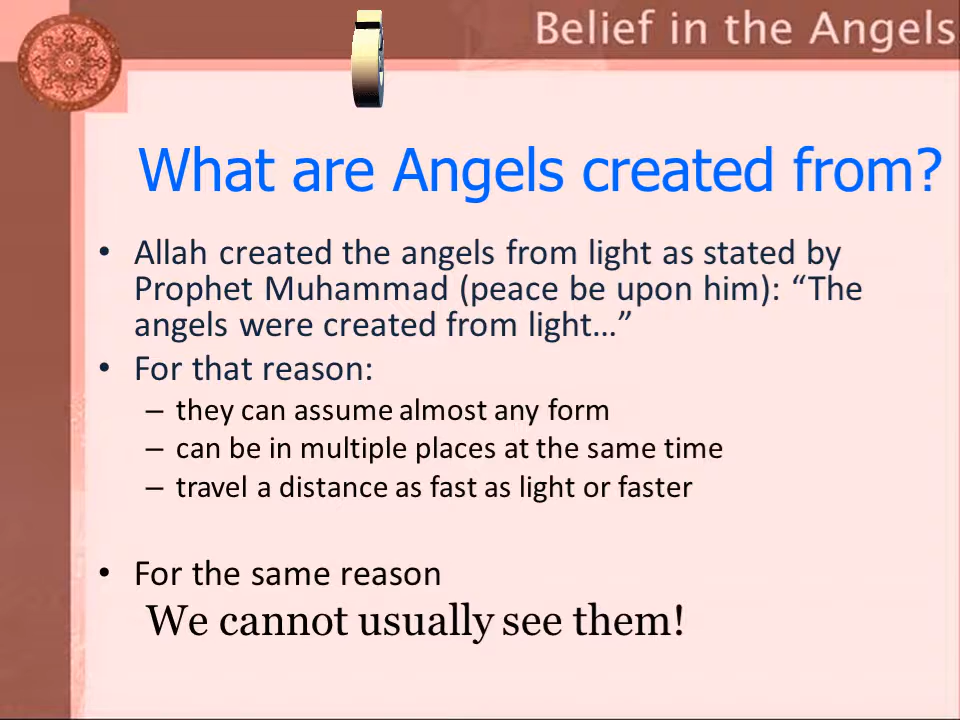 Belief in the Angels
What are Angels created from?
• Allah created the angels from light as stated by
Prophet Muhammad (peace be upon him): “The
angels were created from light…”
• For that reason:
– they can assume almost any form
– can be in multiple places at the same time
– travel a distance as fast as light or faster
• For the same reason
We cannot usually see them!